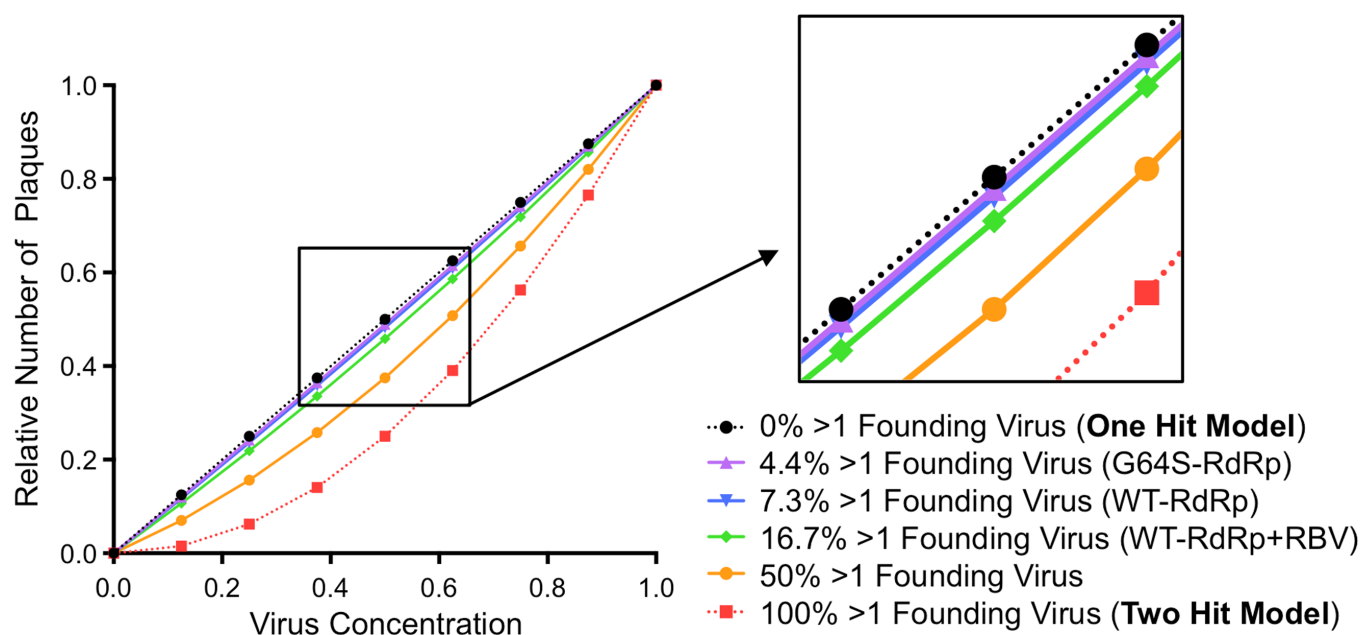 Relative Number of Plaques
1.0
0.8
0.6
0.4
0.2
0.0
0.0 0.2 0.4 0.6 0.8 1.0
Virus Concentration
0% >1 Founding Virus (One Hit Model)
4.4% >1 Founding Virus (G64S-RdRp)
7.3% >1 Founding Virus (WT-RdRp)
16.7% >1 Founding Virus (WT-RdRp+RBV)
50% >1 Founding Virus
100% >1 Founding Virus (Two Hit Model)